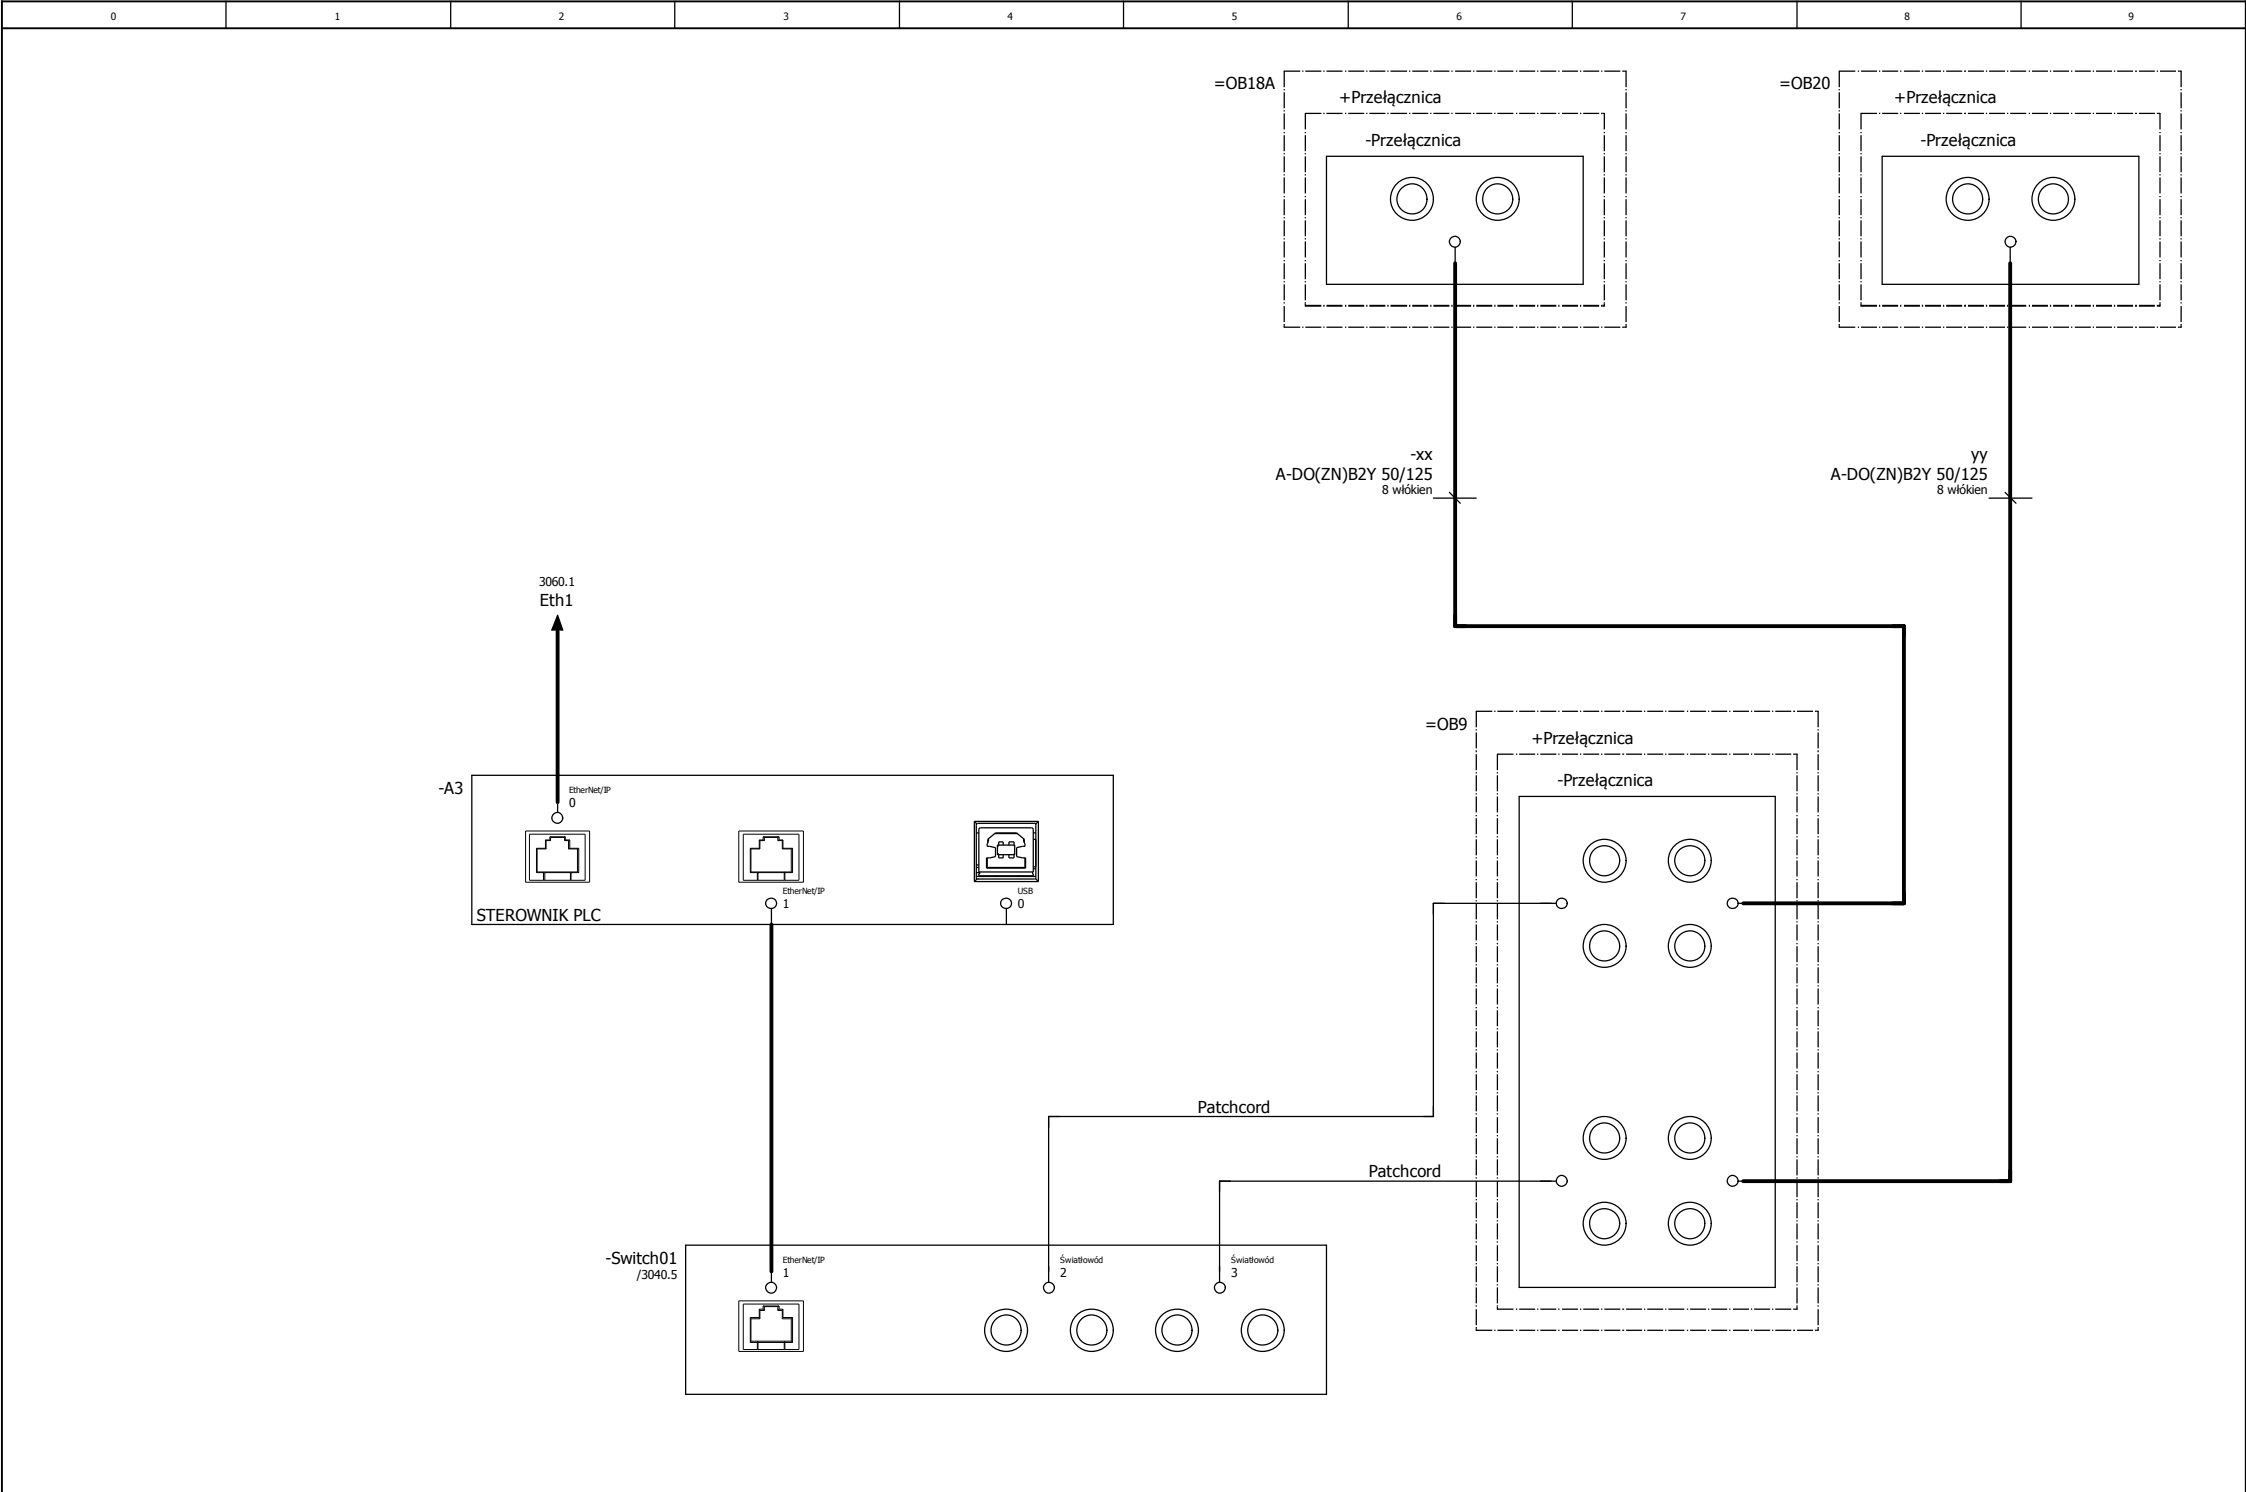 0 1 2 3 4 5 6 7 8 9
=OB18A
+Przełącznica
-Przełącznica
=OB20
+Przełącznica
-Przełącznica
-xx
A-DO(ZN)B2Y 50/125
8 włókien
yy
A-DO(ZN)B2Y 50/125
8 włókien
3060.1
Eth1
=OB9
+Przełącznica
-Przełącznica
-A3
EtherNet/IP
0
EtherNet/IP
1
USB
0
STEROWNIK PLC
Patchcord
Patchcord
-Switch01
/3040.5
EtherNet/IP
1
Światłowód
2
Światłowód
3